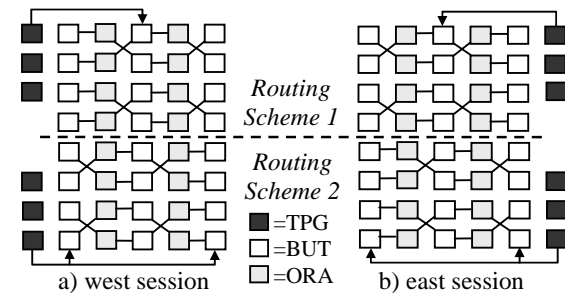 Routing
Scheme 1
Routing
Scheme 2
=TPG
=BUT
=ORA
a) west session
b) east session